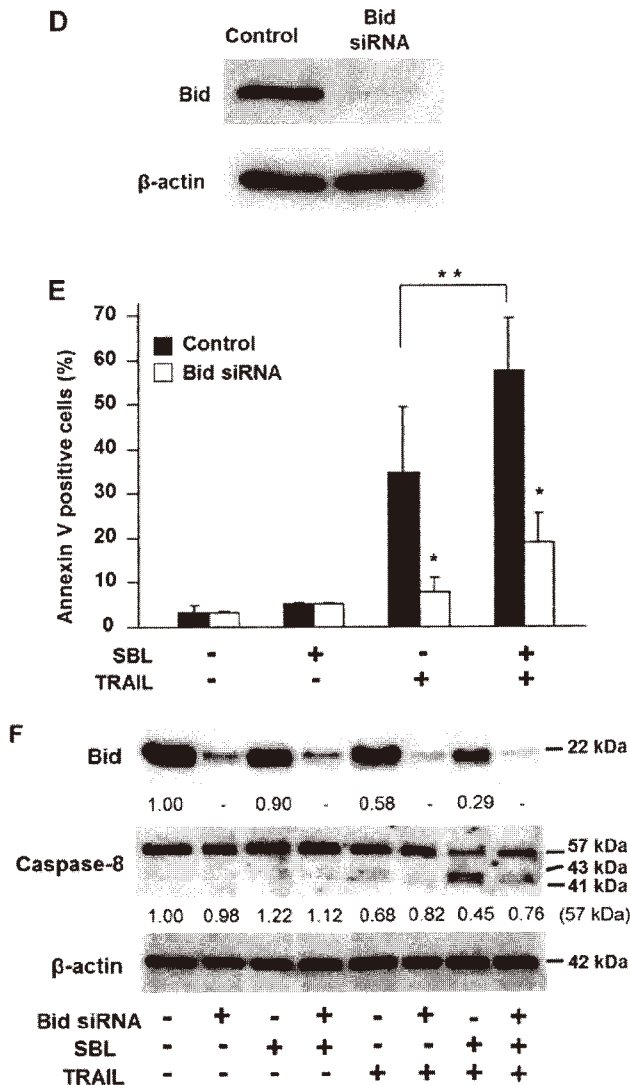 D
Control
Bid
siRNA
Bid
β-actin
E
**
Annexin V positive cells (%)
70
60
50
40
30
20
10
0
Control
Bid siRNA
*
*
SBL - + - +
TRAIL - - + +
F
Bid
22 kDa
1.00 - 0.90 - 0.58 - 0.29 -
Caspase-8
57 kDa
43 kDa
41 kDa
1.00 0.98 1.22 1.12 0.68 0.82 0.45 0.76 (57 kDa)
β-actin
42 kDa
Bid siRNA - + - + - + - +
SBL - - + + - - + +
TRAIL - - - - + + + +